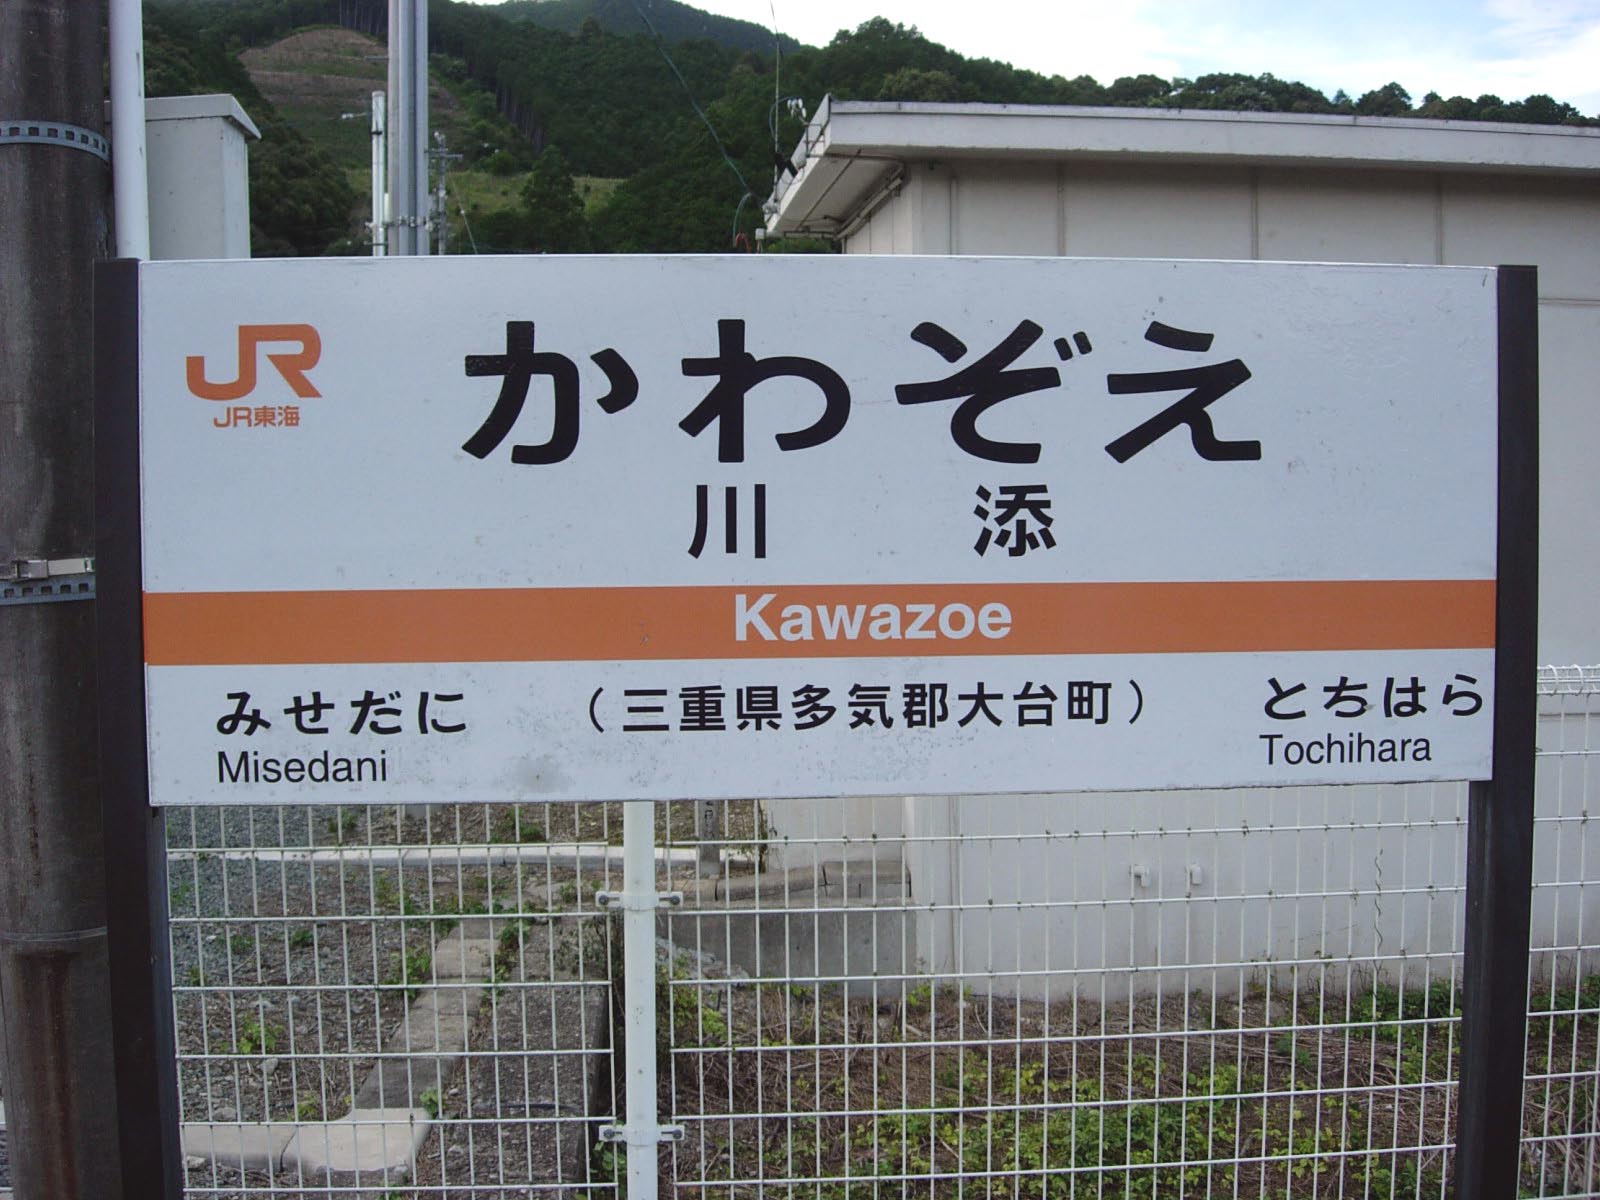 JR
JR東海
かわぞえ
川添
Kawazoe
みせだに
Misedani
（三重県多気郡大台町）
とちはら
Tochihara